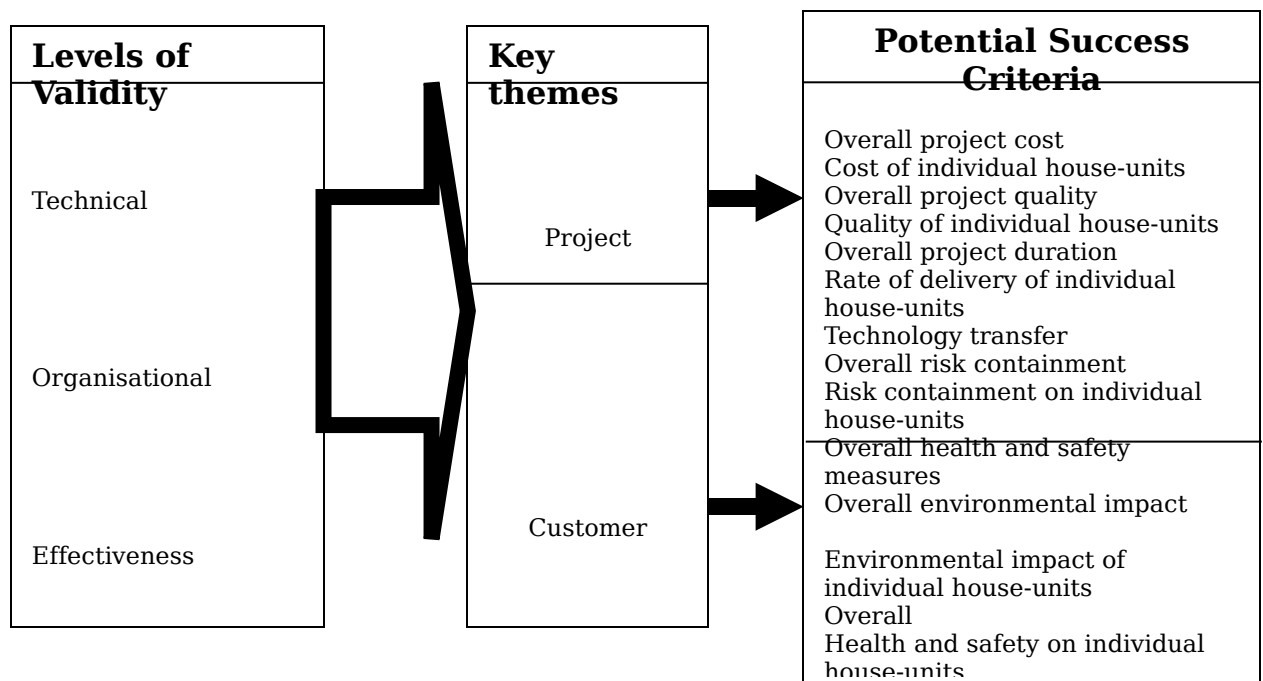 Levels of
Validity
Technical
Organisational
Effectiveness
Key
themes
Project
Customer
Potential Success
Criteria
Overall project cost
Cost of individual house-units
Overall project quality
Quality of individual house-units
Overall project duration
Rate of delivery of individual
house-units
Technology transfer
Overall risk containment
Risk containment on individual
house-units
Overall health and safety
measures
Overall environmental impact
Environmental impact of
individual house-units
Overall
Health and safety on individual
house-units